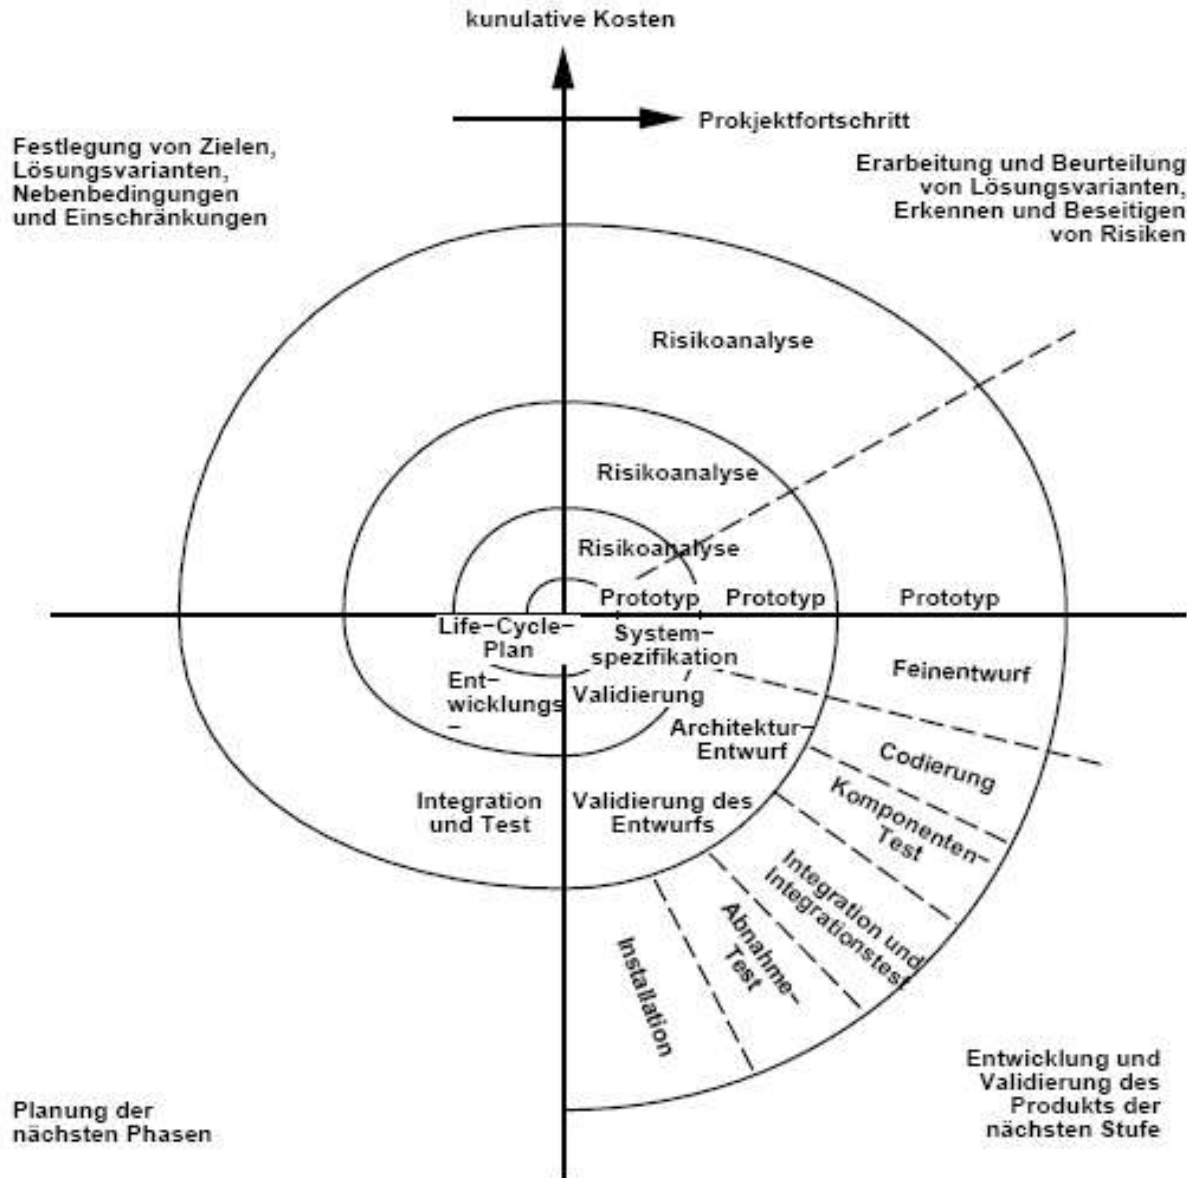 kunulative Kosten
Prokjektfortschritt
Festlegung von Zielen,
Lösungsvarianten,
Nebenbedingungen
und Einschränkungen
Erarbeitung und Beurteilung
von Lösungsvarianten,
Erkennen und Beseitigen
von Risiken
Risikoanalyse
Risikoanalyse
Risikoanalyse
Prototyp
Prototyp
Prototyp
Life-Cycle-
Plan
System-
spezifikation
Feinentwurf
Ent-
wicklungs
-
Validierung
Architektur-
Entwurf
Codierung
Komponenten-
Test
Integration
und Test
Validierung des
Entwurfs
Integration und
Integrationstest
Abnahme-
Test
Installation
Planung der
nächsten Phasen
Entwicklung und
Validierung des
Produkts der
nächsten Stufe